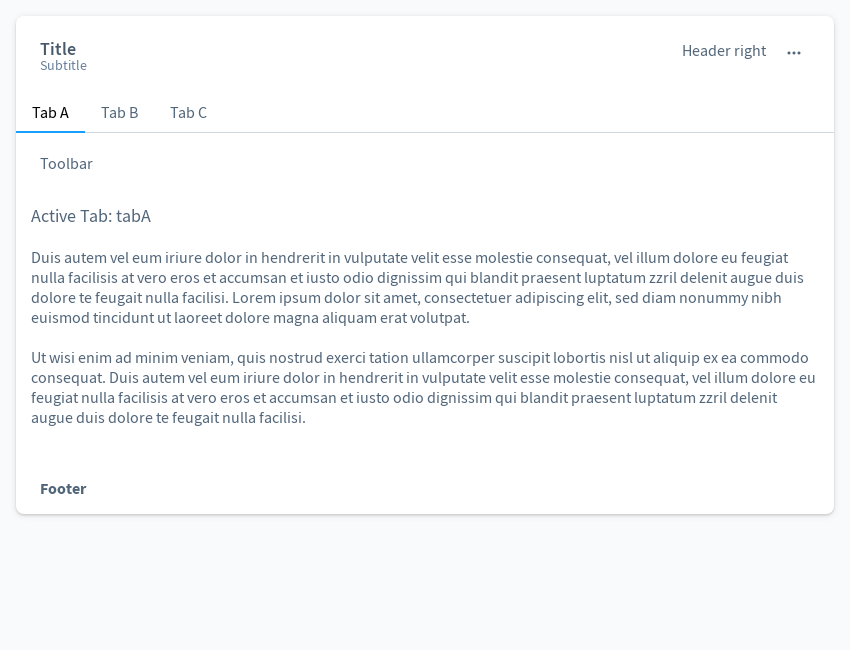 Title
Subtitle
Header right
Tab A
Tab B
Tab C
Toolbar
Active Tab: tabA
Duis autem vel eum iriure dolor in hendrerit in vulputate velit esse molestie consequat, vel illum dolore eu feugiat
nulla facilisis at vero eros et accumsan et iusto odio dignissim qui blandit praesent luptatum zzril delenit augue duis
dolore te feugait nulla facilisi. Lorem ipsum dolor sit amet, consectetuer adipiscing elit, sed diam nonummy nibh
euismod tincidunt ut laoreet dolore magna aliquam erat volutpat.
Ut wisi enim ad minim veniam, quis nostrud exerci tation ullamcorper suscipit lobortis nisl ut aliquip ex ea commodo
consequat. Duis autem vel eum iriure dolor in hendrerit in vulputate velit esse molestie consequat, vel illum dolore eu
feugiat nulla facilisis at vero eros et accumsan et iusto odio dignissim qui blandit praesent luptatum zzril delenit
augue duis dolore te feugait nulla facilisi.
Footer